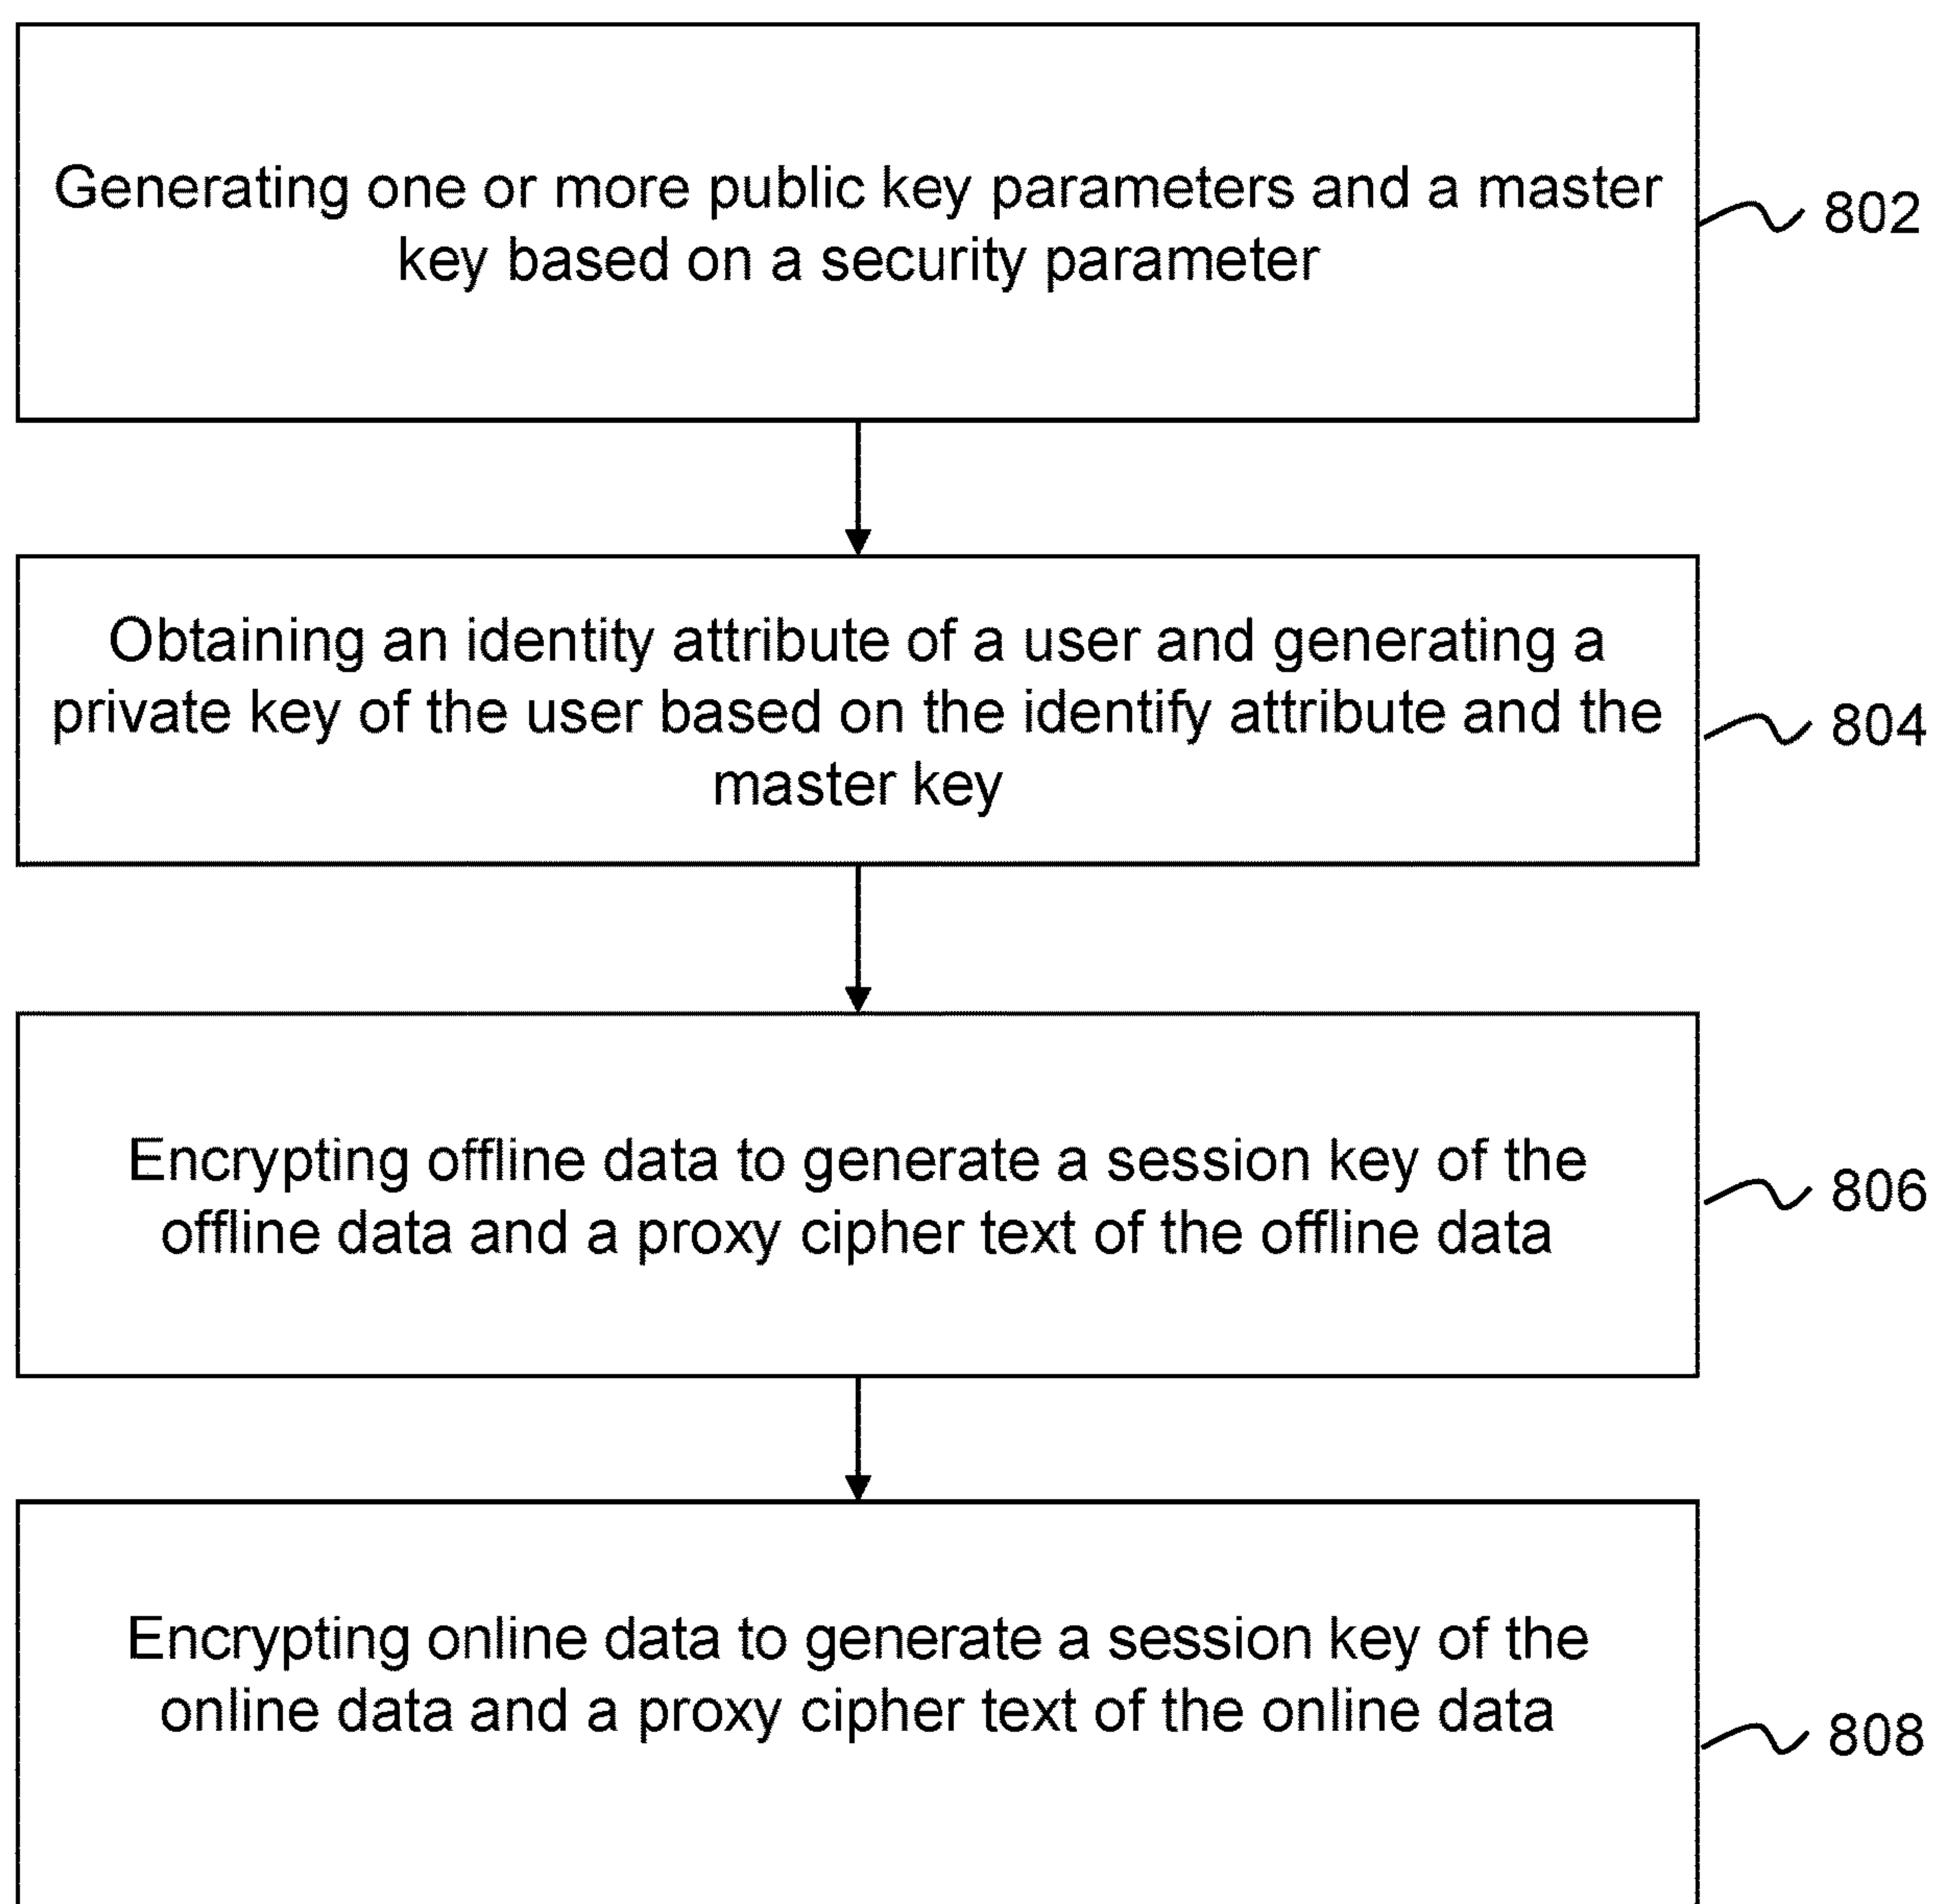 Generating one or more public key parameters and a master
key based on a security parameter
802
Obtaining an identity attribute of a user and generating a
private key of the user based on the identify attribute and the
master key
804
Encrypting offline data to generate a session key of the
offline data and a proxy cipher text of the offline data
806
Encrypting online data to generate a session key of the
online data and a proxy cipher text of the online data
808